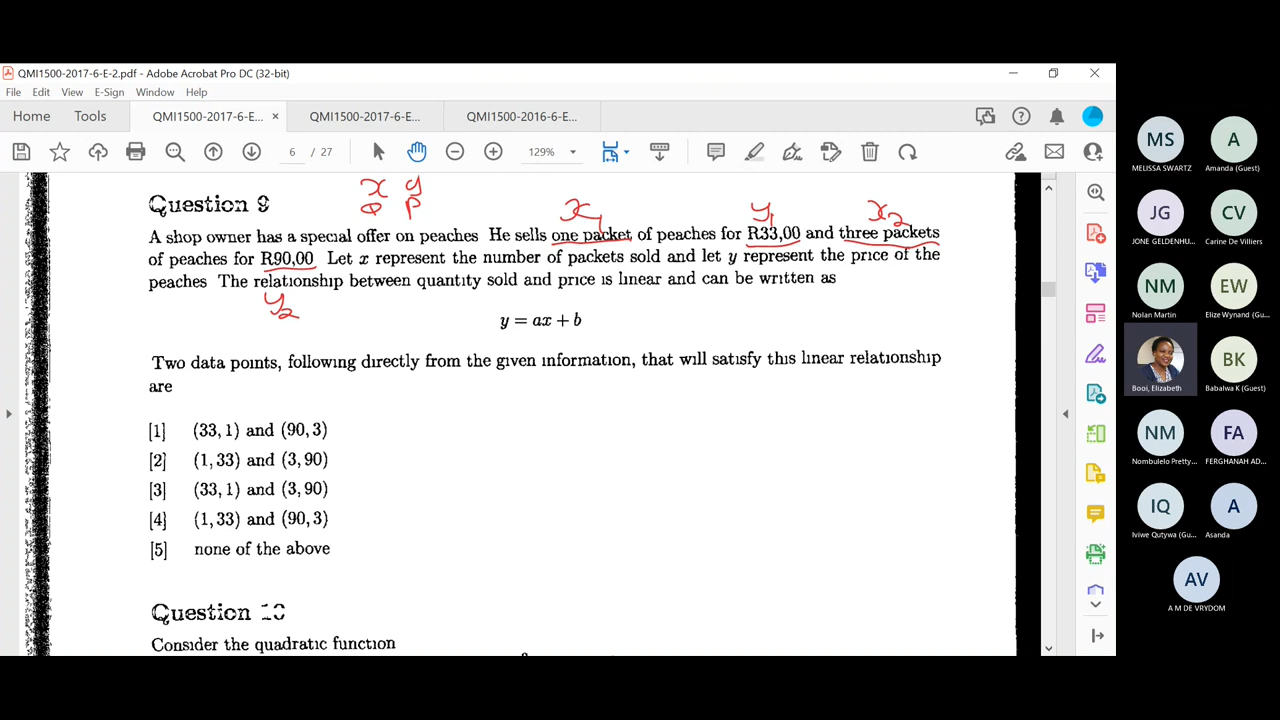 QMI1500-2017-6-E-2.pdf - Adobe Acrobat Pro DC (32-bit)
File Edit View E-Sign Window Help
Home Tools QMI1500-2017-6-E... × QMI1500-2017-6-E... QMI1500-2016-6-E...
6 / 27 129%
x y
Q P
Question 9
x1 y1 x2
A shop owner has a special offer on peaches He sells one packet of peaches for R33,00 and three packets
of peaches for R90,00 Let x represent the number of packets sold and let y represent the price of the
peaches The relationship between quantity sold and price is linear and can be written as
y2
y = ax + b
Two data points, following directly from the given information, that will satisfy this linear relationship
are
[1] (33, 1) and (90, 3)
[2] (1, 33) and (3, 90)
[3] (33, 1) and (3, 90)
[4] (1, 33) and (90, 3)
[5] none of the above
Question 10
Consider the quadratic function
MS A
MELISSA SWARTZ Amanda (Guest)
JG CV
JONE GELDENHU... Carine De Villiers
NM EW
Nolan Martin Elize Wynand (Gu...
BK
Booi, Elizabeth Babalwa K (Guest)
NM FA
Nombulelo Pretty... FERGHANAH AD...
IQ A
Iviwe Qutywa (Gu... Asanda
AV
A M DE VRYDOM